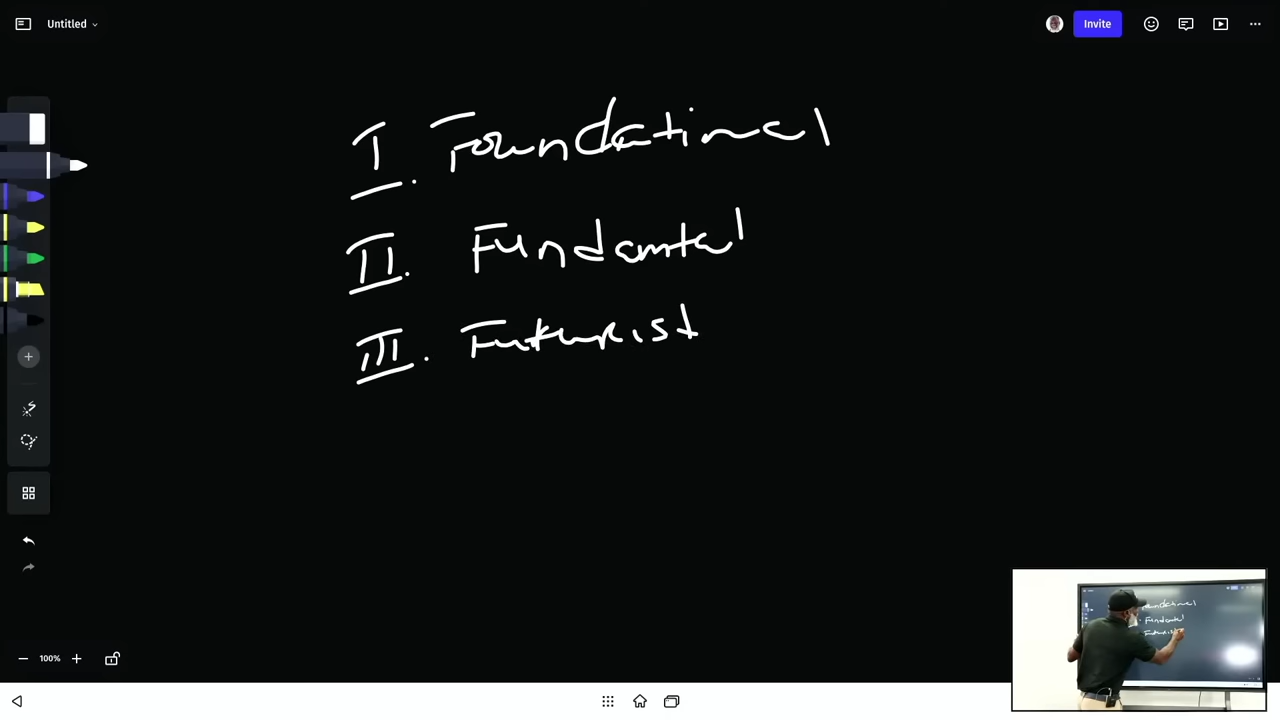 Untitled
Invite
I. Foundational
II. Fundamtal
III. Futurist
100%